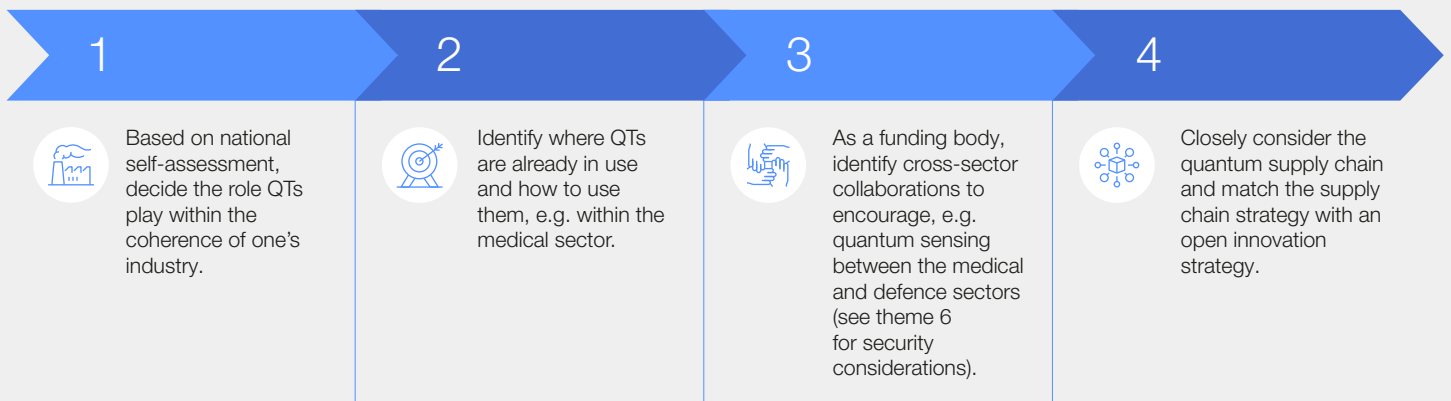 1
Based on national
self-assessment,
decide the role QTs
play within the
coherence of one's
industry.
2
Identify where QTs
are already in use
and how to use
them, e.g. within the
medical sector.
3
As a funding body,
identify cross-sector
collaborations to
encourage, e.g.
quantum sensing
between the medical
and defence sectors
(see theme 6
for security
considerations).
4
Closely consider the
quantum supply chain
and match the supply
chain strategy with an
open innovation
strategy.